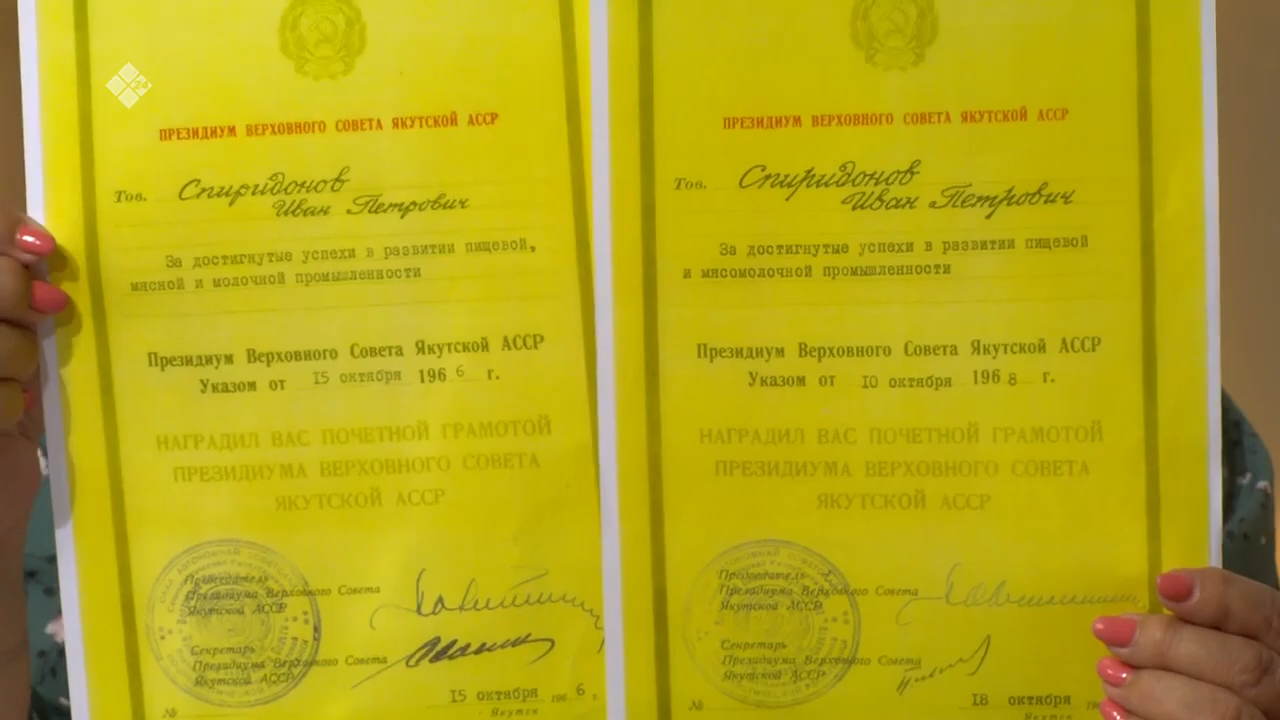 24
ПРЕЗИДИУМ ВЕРХОВНОГО СОВЕТА ЯКУТСКОЙ АССР
Тов. Спиридонов
Иван Петрович
За достигнутые успехи в развитии пищевой,
мясной и молочной промышленности
Президиум Верховного Совета Якутской АССР
Указом от 15 октября 1966 г.
НАГРАДИЛ ВАС ПОЧЕТНОЙ ГРАМОТОЙ
ПРЕЗИДИУМА ВЕРХОВНОГО СОВЕТА
ЯКУТСКОЙ АССР
Председатель
Президиума Верховного Совета
Якутской АССР
Секретарь
Президиума Верховного Совета
Якутской АССР
15 октября 1966 г.
№ г. Якутск
ПРЕЗИДИУМ ВЕРХОВНОГО СОВЕТА ЯКУТСКОЙ АССР
Тов. Спиридонов
Иван Петрович
За достигнутые успехи в развитии пищевой
и мясомолочной промышленности
Президиум Верховного Совета Якутской АССР
Указом от 10 октября 1968 г.
НАГРАДИЛ ВАС ПОЧЕТНОЙ ГРАМОТОЙ
ПРЕЗИДИУМА ВЕРХОВНОГО СОВЕТА
ЯКУТСКОЙ АССР
Председатель
Президиума Верховного Совета
Якутской АССР
Секретарь
Президиума Верховного Совета
Якутской АССР
18 октября
№ Якутск